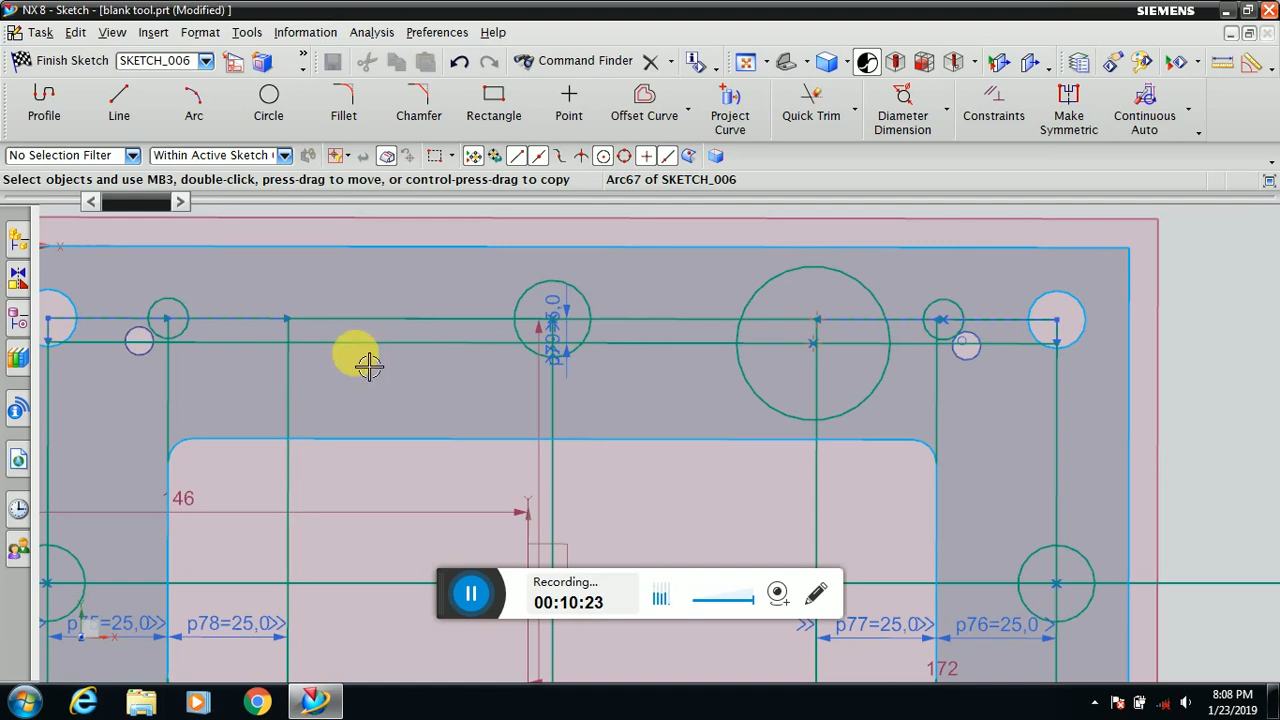 NX 8 - Sketch - [blank tool.prt (Modified) ]
SIEMENS
Task Edit View Insert Format Tools Information Analysis Preferences Help
Finish Sketch SKETCH_006 Command Finder
Profile Line Arc Circle Fillet Chamfer Rectangle Point Offset Curve Project Curve Quick Trim Diameter Dimension Constraints Make Symmetric Continuous Auto
No Selection Filter Within Active Sketch
Select objects and use MB3, double-click, press-drag to move, or control-press-drag to copy Arc67 of SKETCH_006
X
146
Y
Recording...
00:10:23
=25,0
p78=25,0
p77=25,0
p76=25,0
X
172
8:08 PM
1/23/2019